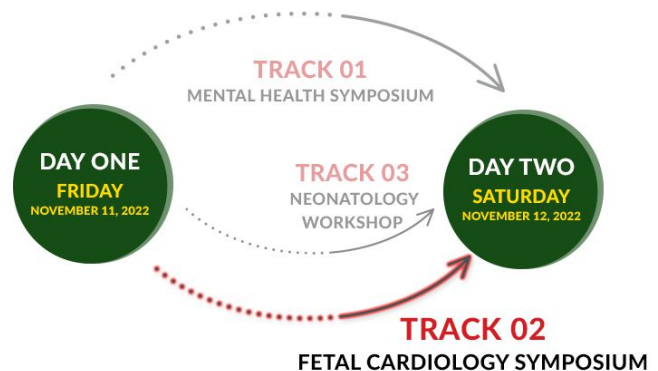 TRACK 01
MENTAL HEALTH SYMPOSIUM
DAY ONE
FRIDAY
NOVEMBER 11, 2022
TRACK 03
NEONATOLOGY
WORKSHOP
DAY TWO
SATURDAY
NOVEMBER 12, 2022
TRACK 02
FETAL CARDIOLOGY SYMPOSIUM